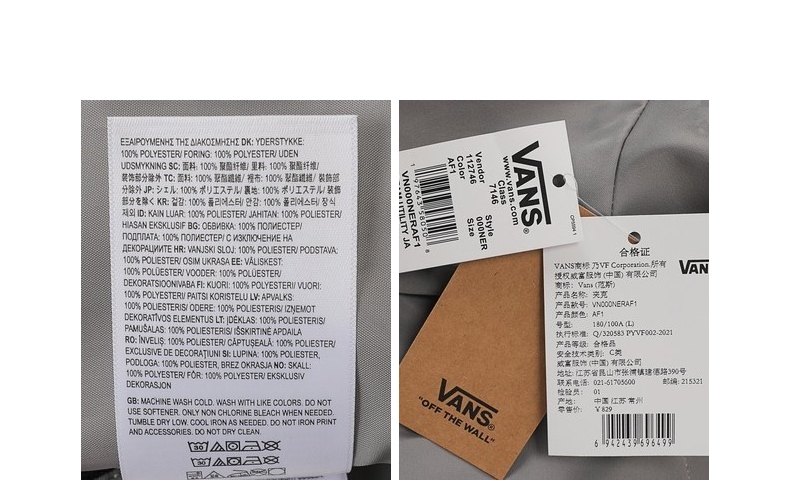 ΕΞΑΙΡΟΥΜΕΝΗΣ ΤΗΣ ΔΙΑΚΟΣΜΗΣΗΣ DK: YDERSTYKKE:
100% POLYESTER/ FORING: 100% POLYESTER/ UDEN
UDSMYKNING SC: 面料: 100% 聚酯纤维/ 里料: 100% 聚酯纤维/
装饰部分除外 TC: 面料: 100% 聚酯纖維/ 裡布: 100% 聚酯纖維/ 裝飾部
分除外 JP: シェル: 100% ポリエステル/ 裏地: 100% ポリエステル/ 装飾
部分を除く KR: 겉감: 100% 폴리에스터/ 안감: 100% 폴리에스터/ 장식
제외 ID: KAIN LUAR: 100% POLIESTER/ JAHITAN: 100% POLIESTER/
HIASAN EKSKLUSIF BG: ОБВИВКА: 100% ПОЛИЕСТЕР/
ПОДПЛАТА: 100% ПОЛИЕСТЕР/ С ИЗКЛЮЧЕНИЕ НА
ДЕКОРАЦИИТЕ HR: VANJSKI SLOJ: 100% POLIESTER/ PODSTAVA:
100% POLIESTER/ OSIM UKRASA EE: VÄLISKEST:
100% POLÜESTER/ VOODER: 100% POLÜESTER/
DEKORATSIOONIVABA FI: KUORI: 100% POLYESTERI/ VUORI:
100% POLYESTERI/ PAITSI KORISTELU LV: APVALKS:
100% POLIESTERIS/ ODERE: 100% POLIESTERIS/ IZŅEMOT
DEKORATĪVOS ELEMENTUS LT: ĮDĖKLAS: 100% POLIESTERIS/
PAMUŠALAS: 100% POLIESTERIS/ IŠSKIRTINĖ APDAILA
RO: ÎNVELIŞ: 100% POLIESTER/ CĂPTUŞEALĂ: 100% POLIESTER/
EXCLUSIVE DE DECORAŢIUNI SI: LUPINA: 100% POLIESTER,
PODLOGA: 100% POLIESTER, BREZ OKRASJA NO: SKALL:
100% POLYESTER/ FÔR: 100% POLYESTER/ EKSKLUSIV
DEKORASJON
GB: MACHINE WASH COLD. WASH WITH LIKE COLORS. DO NOT
USE SOFTENER. ONLY NON CHLORINE BLEACH WHEN NEEDED.
TUMBLE DRY LOW. COOL IRON AS NEEDED. DO NOT IRON PRINT
AND ACCESSORIES. DO NOT DRY CLEAN.
30
30
30
VANS®
www.vans.com
Class
7146
Style
000NER
Size
Vendor
112746
Color
AF1
1 97643 58050 8
VN000NERAF1
UTILITY JA
VANS®
"OFF THE WALL"
合格证
VANS
VANS商标 乃VF Corporation.所有
授权威富服饰 (中国) 有限公司
商标: Vans (范斯)
产品名称: 夹克
产品款号: VN000NERAF1
产品颜色: AF1
号型: 180/100A (L)
执行标准: Q/320583 PYVF002-2021
产品等级: 合格品
安全技术类别: C类
威富服饰 (中国) 有限公司
地址: 江苏省昆山市张浦镇建德路390号
联系电话: 021-61703600 邮编: 215321
检验员: 01
产地: 中国 江苏 常州
零售价: ￥829
6 942439 696499